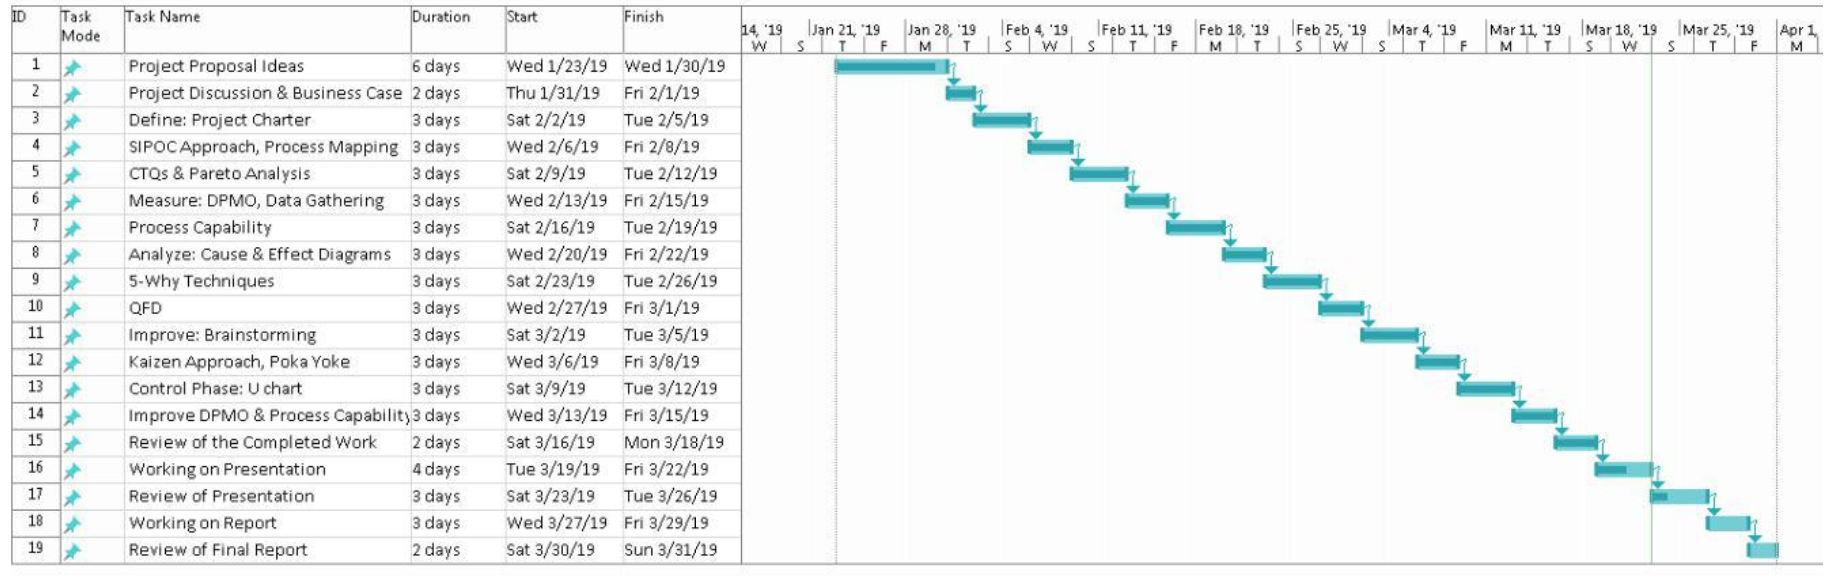 ID Task Mode Task Name Duration Start Finish 14, '19 Jan 21, '19 Jan 28, '19 Feb 4, '19 Feb 11, '19 Feb 18, '19 Feb 25, '19 Mar 4, '19 Mar 11, '19 Mar 18, '19 Mar 25, '19 Apr 1,
W S T F M T S W S T F M T S W S T F M T S W S T F M
1 Project Proposal Ideas 6 days Wed 1/23/19 Wed 1/30/19
2 Project Discussion & Business Case 2 days Thu 1/31/19 Fri 2/1/19
3 Define: Project Charter 3 days Sat 2/2/19 Tue 2/5/19
4 SIPOC Approach, Process Mapping 3 days Wed 2/6/19 Fri 2/8/19
5 CTQs & Pareto Analysis 3 days Sat 2/9/19 Tue 2/12/19
6 Measure: DPMO, Data Gathering 3 days Wed 2/13/19 Fri 2/15/19
7 Process Capability 3 days Sat 2/16/19 Tue 2/19/19
8 Analyze: Cause & Effect Diagrams 3 days Wed 2/20/19 Fri 2/22/19
9 5-Why Techniques 3 days Sat 2/23/19 Tue 2/26/19
10 QFD 3 days Wed 2/27/19 Fri 3/1/19
11 Improve: Brainstorming 3 days Sat 3/2/19 Tue 3/5/19
12 Kaizen Approach, Poka Yoke 3 days Wed 3/6/19 Fri 3/8/19
13 Control Phase: U chart 3 days Sat 3/9/19 Tue 3/12/19
14 Improve DPMO & Process Capability 3 days Wed 3/13/19 Fri 3/15/19
15 Review of the Completed Work 2 days Sat 3/16/19 Mon 3/18/19
16 Working on Presentation 4 days Tue 3/19/19 Fri 3/22/19
17 Review of Presentation 3 days Sat 3/23/19 Tue 3/26/19
18 Working on Report 3 days Wed 3/27/19 Fri 3/29/19
19 Review of Final Report 2 days Sat 3/30/19 Sun 3/31/19